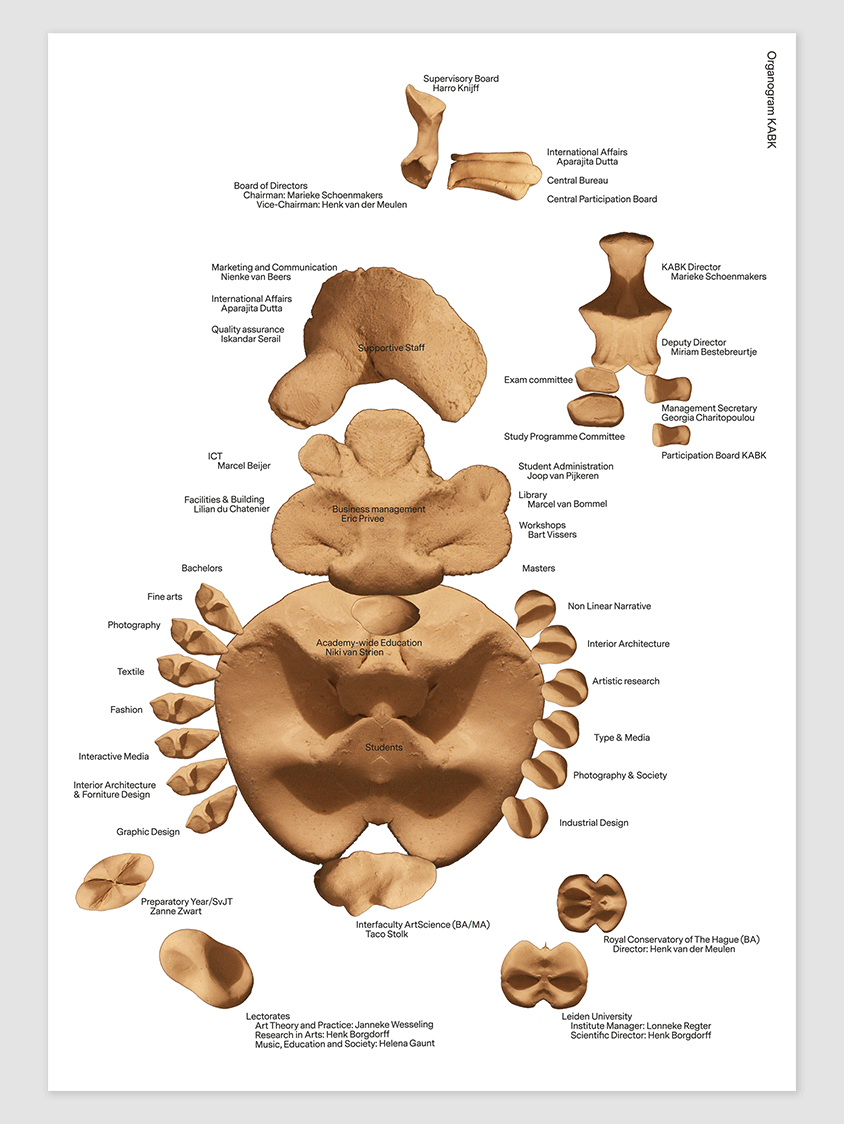 Organogram KABK
Supervisory Board
Harro Knijff
International Affairs
Aparajita Dutta
Central Bureau
Central Participation Board
Board of Directors
Chairman: Marieke Schoenmakers
Vice-Chairman: Henk van der Meulen
Marketing and Communication
Nienke van Beers
International Affairs
Aparajita Dutta
Quality assurance
Iskandar Serail
Supportive Staff
KABK Director
Marieke Schoenmakers
Deputy Director
Miriam Bestebreurtje
Exam committee
Management Secretary
Georgia Charitopoulou
Study Programme Committee
Participation Board KABK
ICT
Marcel Beijer
Facilities & Building
Lilian du Chatenier
Business management
Eric Privee
Student Administration
Joop van Pijkeren
Library
Marcel van Bommel
Workshops
Bart Vissers
Bachelors
Fine arts
Photography
Textile
Fashion
Interactive Media
Interior Architecture
& Forniture Design
Graphic Design
Academy-wide Education
Niki van Strien
Students
Masters
Non Linear Narrative
Interior Architecture
Artistic research
Type & Media
Photography & Society
Industrial Design
Preparatory Year/SvJT
Zanne Zwart
Interfaculty ArtScience (BA/MA)
Taco Stolk
Royal Conservatory of The Hague (BA)
Director: Henk van der Meulen
Lectorates
Art Theory and Practice: Janneke Wesseling
Research in Arts: Henk Borgdorff
Music, Education and Society: Helena Gaunt
Leiden University
Institute Manager: Lonneke Regter
Scientific Director: Henk Borgdorff